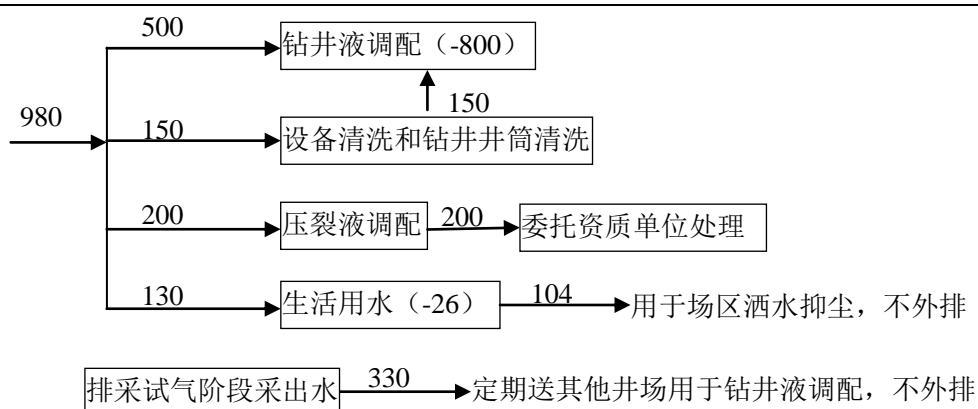 500
钻井液调配（-800）
150
980
150
设备清洗和钻井井筒清洗
200
压裂液调配
200
委托资质单位处理
130
生活用水（-26）
104
用于场区洒水抑尘，不外排
排采试气阶段采出水
330
定期送其他井场用于钻井液调配，不外排